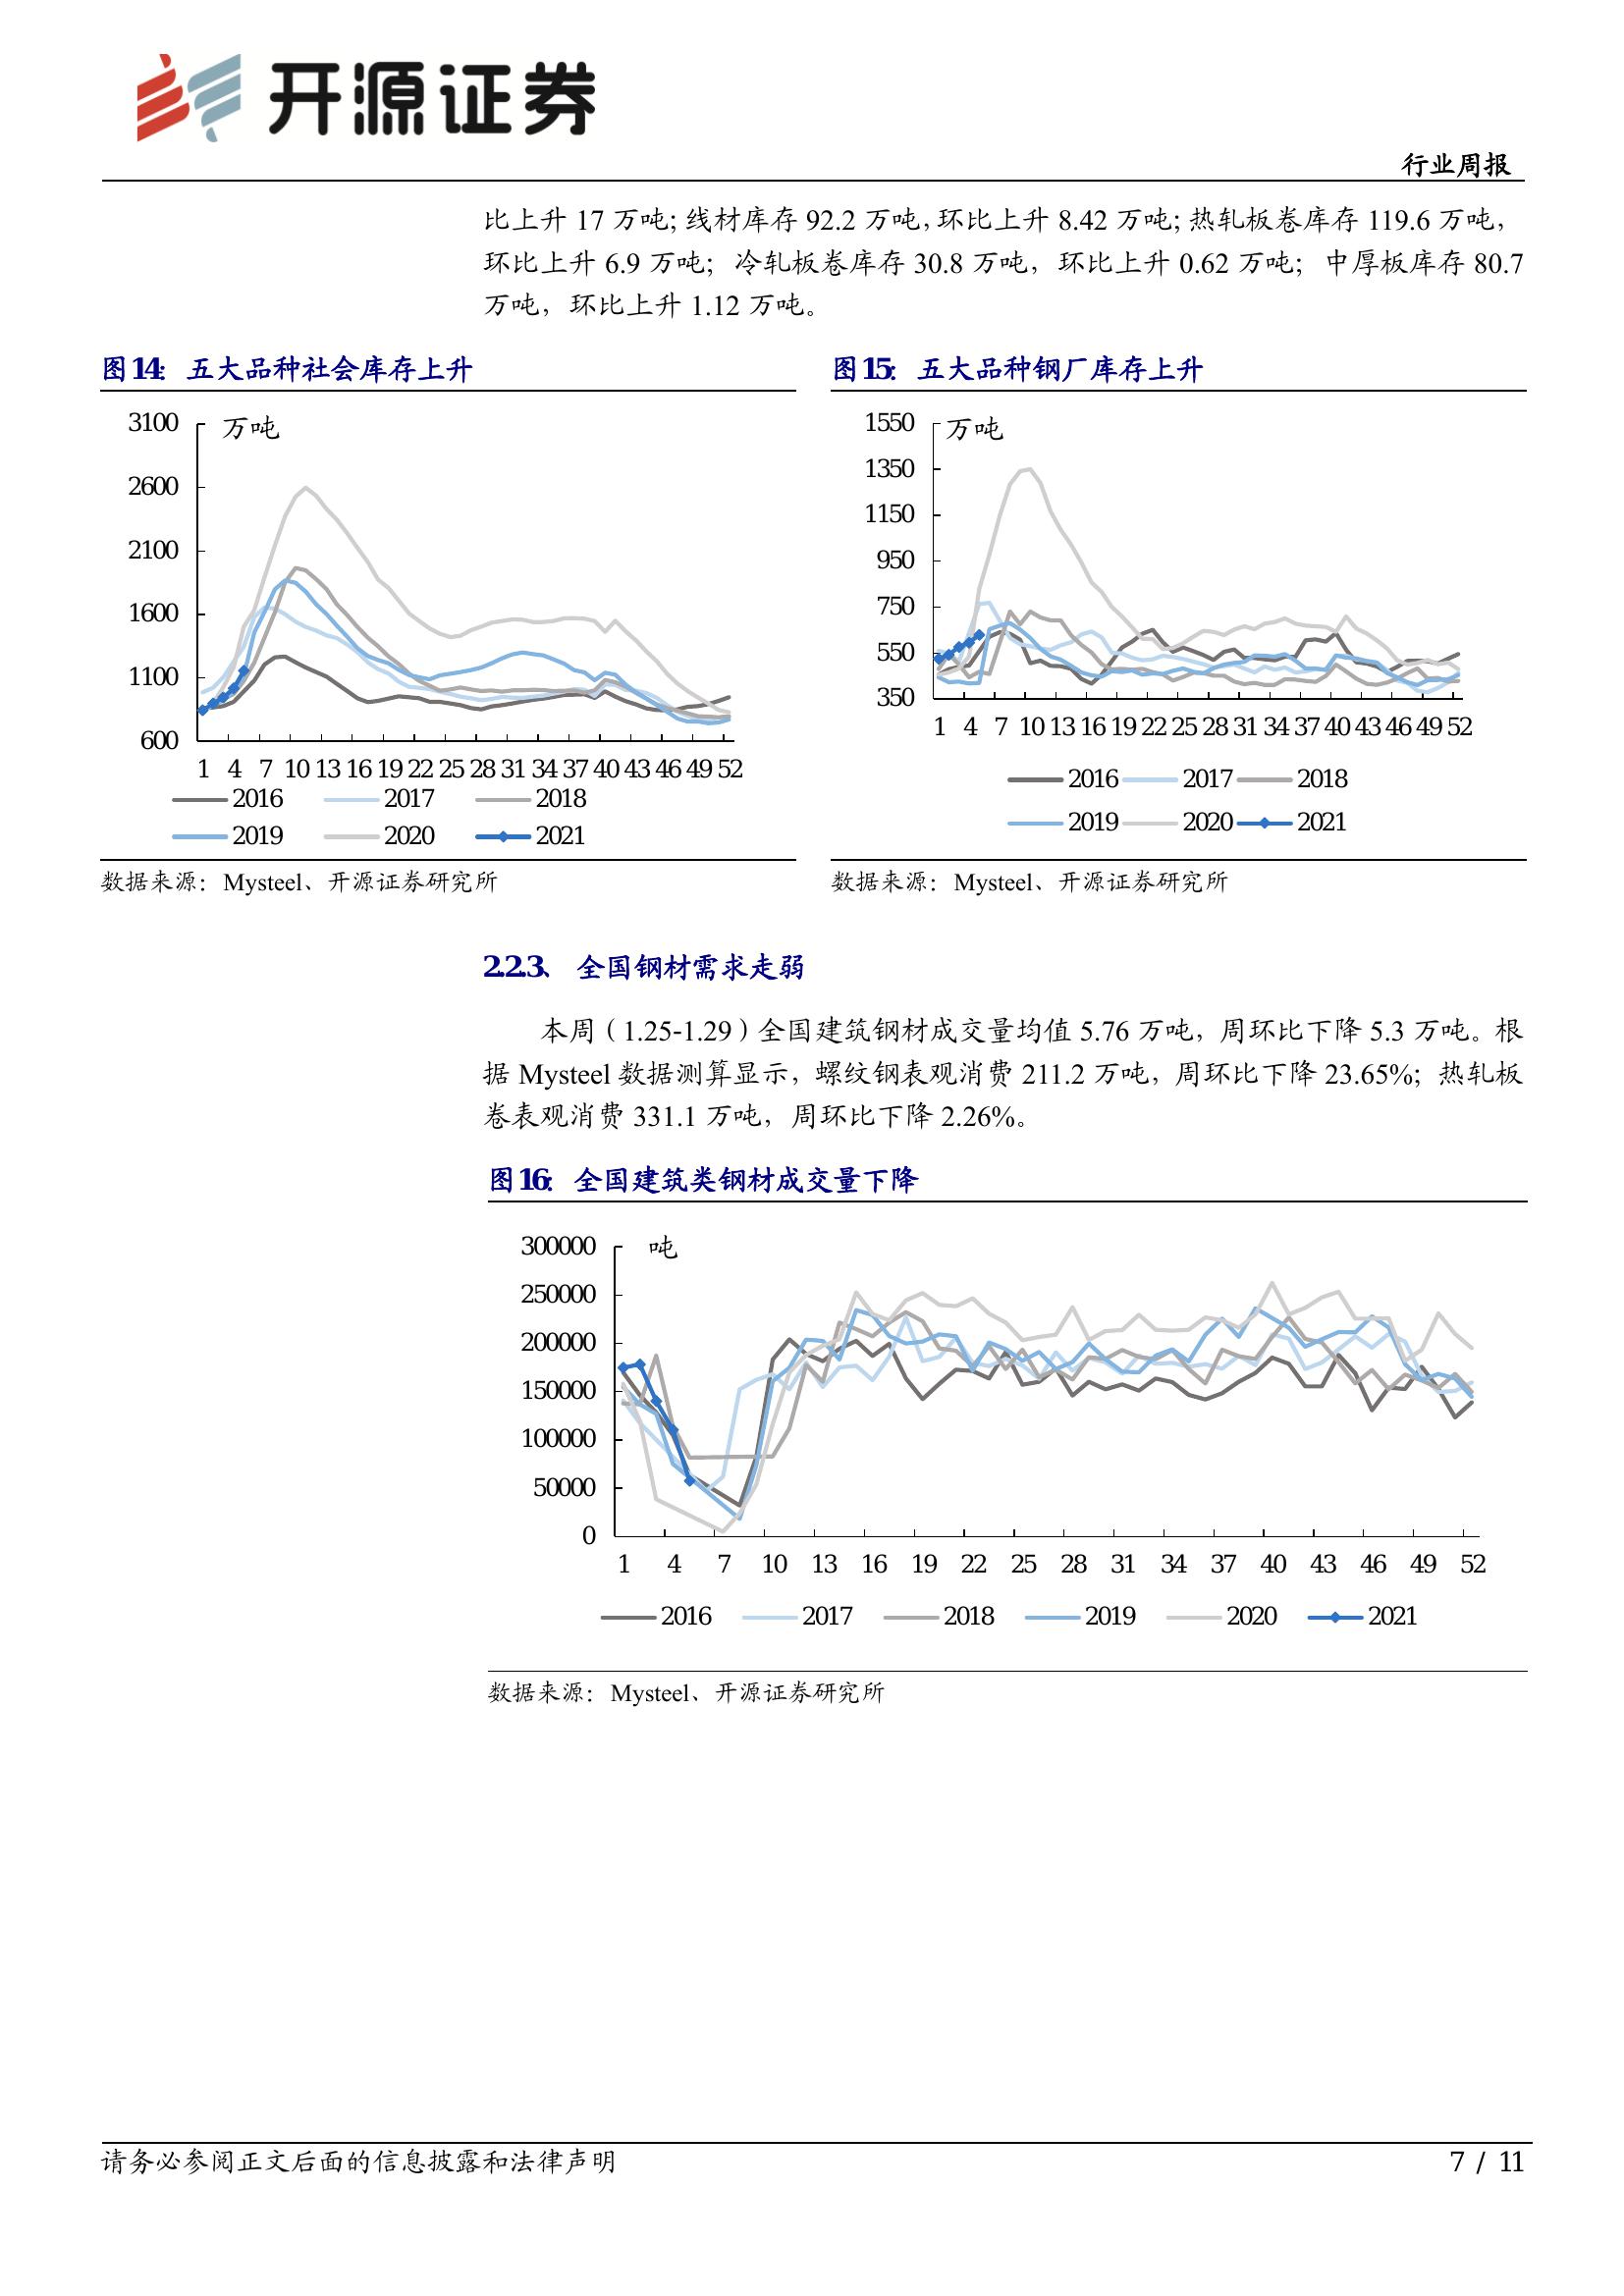 开源证券
行业周报
比上升 17 万吨；线材库存 92.2 万吨，环比上升 8.42 万吨；热轧板卷库存 119.6 万吨，
环比上升 6.9 万吨；冷轧板卷库存 30.8 万吨，环比上升 0.62 万吨；中厚板库存 80.7
万吨，环比上升 1.12 万吨。
图14：五大品种社会库存上升
3100
万吨
2600
2100
1600
1100
600
1 4 7 10 13 16 19 22 25 28 31 34 37 40 43 46 49 52
2016 2017 2018
2019 2020 2021
数据来源：Mysteel、开源证券研究所
图15：五大品种钢厂库存上升
1550
万吨
1350
1150
950
750
550
350
1 4 7 10 13 16 19 22 25 28 31 34 37 40 43 46 49 52
2016 2017 2018
2019 2020 2021
数据来源：Mysteel、开源证券研究所
2.2.3、 全国钢材需求走弱
本周（1.25-1.29）全国建筑钢材成交量均值 5.76 万吨，周环比下降 5.3 万吨。根
据 Mysteel 数据测算显示，螺纹钢表观消费 211.2 万吨，周环比下降 23.65%；热轧板
卷表观消费 331.1 万吨，周环比下降 2.26%。
图16：全国建筑类钢材成交量下降
300000
吨
250000
200000
150000
100000
50000
0
1 4 7 10 13 16 19 22 25 28 31 34 37 40 43 46 49 52
2016 2017 2018 2019 2020 2021
数据来源：Mysteel、开源证券研究所
请务必参阅正文后面的信息披露和法律声明
7 / 11